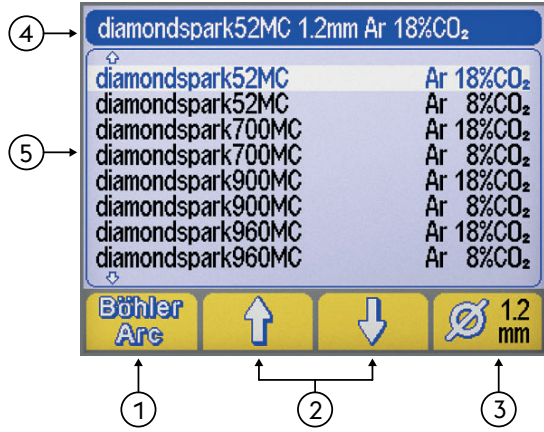 ④
diamondspark52MC 1.2mm Ar 18%CO₂
⑤
diamondspark52MC Ar 18%CO₂
diamondspark52MC Ar 8%CO₂
diamondspark700MC Ar 18%CO₂
diamondspark700MC Ar 8%CO₂
diamondspark900MC Ar 18%CO₂
diamondspark900MC Ar 8%CO₂
diamondspark960MC Ar 18%CO₂
diamondspark960MC Ar 8%CO₂
Böhler
Arc
1.2
mm
① ② ③